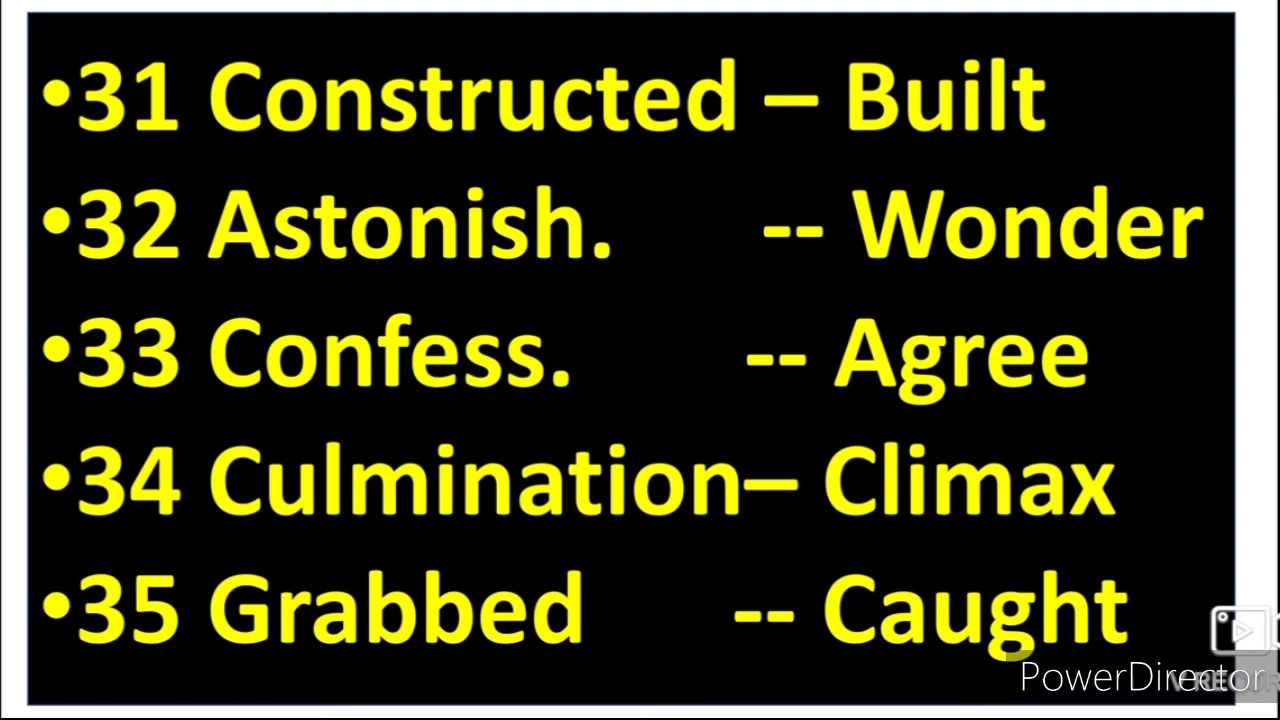 •31 Constructed – Built
•32 Astonish. -- Wonder
•33 Confess. -- Agree
•34 Culmination– Climax
•35 Grabbed -- Caught
PowerDirector